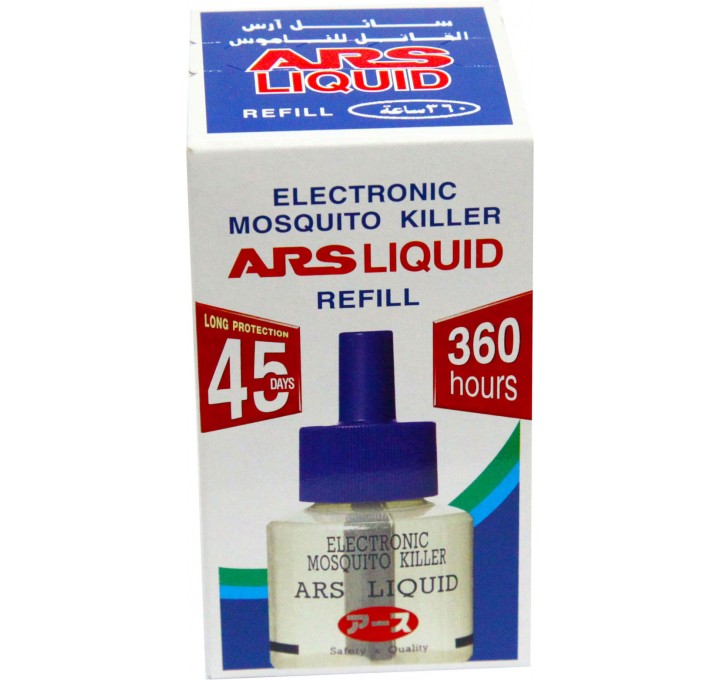 سائل آرس
القاتل للناموس
ARS
LIQUID
REFILL ٣٦٠ ساعة
ELECTRONIC
MOSQUITO KILLER
ARS LIQUID
REFILL
LONG PROTECTION
45 DAYS
360
hours
ELECTRONIC
MOSQUITO KILLER
ARS LIQUID
アース
Safety x Quality